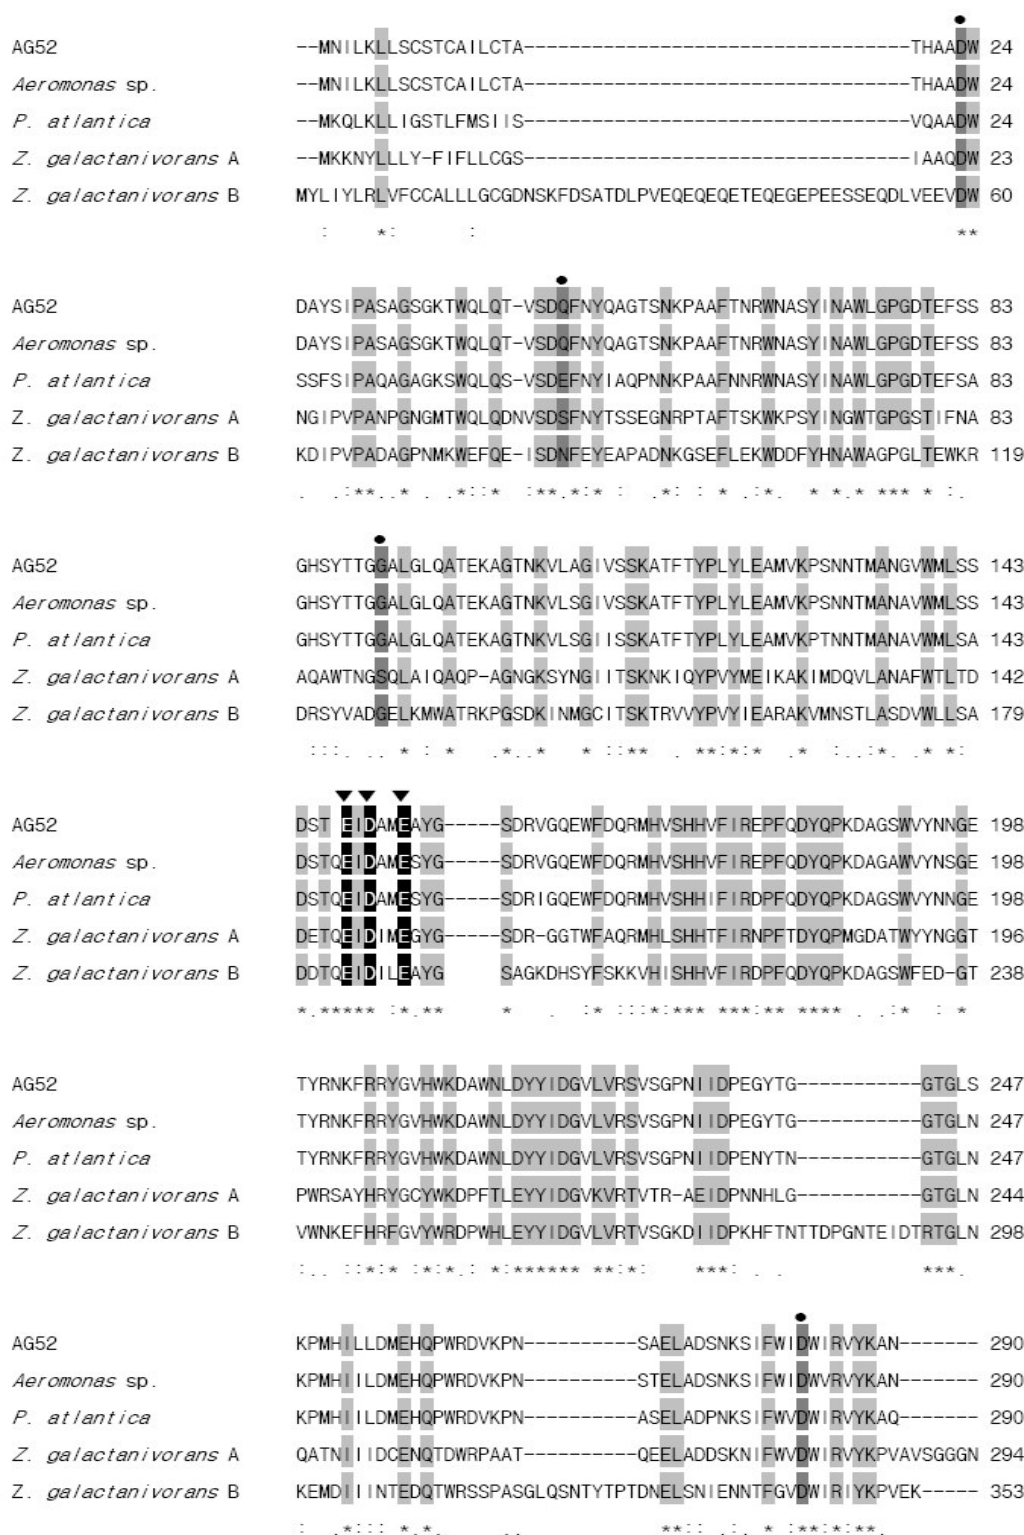 AG52 --MNILKLLSCSTCAILCTA----------------------------------THAADW 24
Aeromonas sp. --MNILKLLSCSTCAILCTA----------------------------------THAADW 24
P. atlantica --MKQLKLLIGSTLFMSIIS----------------------------------VQAADW 24
Z. galactanivorans A --MKKNYLLLLY-FIFLLCGS---------------------------------IAAQDW 23
Z. galactanivorans B MYLIYLRLVFCCALLLGCGDNSKFDSATDLPVEQEQEQETEQEGEPEESSEQDLVEEVDW 60
: *: : **
AG52 DAYSIPASAGSGKTWQLQT-VSDQFNYQAGTSNKPAAFTNRWNASYINAWLGPGDTEFSS 83
Aeromonas sp. DAYSIPASAGSGKTWQLQT-VSDQFNYQAGTSNKPAAFTNRWNASYINAWLGPGDTEFSS 83
P. atlantica SSFSIPAQAGAGKSWQLQS-VSDEFNYIAQPNNKPAAFNNRWNASYINAWLGPGDTEFSA 83
Z. galactanivorans A NGIPVPANPGNGMTWQLQDNVSDSFNYTSSEGNRPTAFTSKWKPSYINGWTGPGSTIFNA 83
Z. galactanivorans B KDIPVPADAGPNMKWEFQE-ISDNFEYEAPADNKGSEFLEKWDDFYHNAWAGPGLTEWKR 119
. .:**..* . .*::* :**.*:* . .*: : * .:*. * *.* *** * :.
AG52 GHSYTTGGALGLQATEKAGTNKVLAGIVSSKATFTYPLYLEAMVKPSNNTMANGVWMLSS 143
Aeromonas sp. GHSYTTGGALGLQATEKAGTNKVLSGIVSSKATFTYPLYLEAMVKPSNNTMANAVWMLSS 143
P. atlantica GHSYTTGGALGLQATEKAGTNKVLSGIISSKATFTYPLYLEAMVKPTNNTMANAVWMLSA 143
Z. galactanivorans A AQAWTNGSQLAIQAQP-AGNGKSYNGIITSKNKIQYPVYMEIKAKIMDQVLANAFWTLTD 142
Z. galactanivorans B DRSYVADGELKMWATRKPGSDKINMGCITSKTRVVYPVYIEARAKVMNSTLASDVWLLSA 179
:::. .. * : * *..* * ::** . **:*:* .* :..:*. .* *:
AG52 DST EIDAMEAYG-----SDRVGQEWFDQRMHVSHHVFIREPFQDYQPKDAGSWVYNNGE 198
Aeromonas sp. DSTQEIDAMESYG-----SDRVGQEWFDQRMHVSHHVFIREPFQDYQPKDAGAWVYNSGE 198
P. atlantica DSTQEIDAMESYG-----SDRIGQEWFDQRMHVSHHIFIRDPFQDYQPKDAGSWVYNNGE 198
Z. galactanivorans A DETQEIDIMEGYG-----SDR-GGTWFAQRMHLSHHTFIRNPFTDYQPMGDATWYYNGGT 196
Z. galactanivorans B DDTQEIDILEAYG SAGKDHSYFSKKVHISHHVFIRDPFQDYQPKDAGSWFED-GT 238
*.***** :*.** * . :* :::*:*** ***:** **** . .:* : *
AG52 TYRNKFRRYGVHWKDAWNLDYYIDGVLVRSVSGPNIIDPEGYTG-----------GTGLS 247
Aeromonas sp. TYRNKFRRYGVHWKDAWNLDYYIDGVLVRSVSGPNIIDPEGYTG-----------GTGLN 247
P. atlantica TYRNKFRRYGVHWKDAWNLDYYIDGVLVRSVSGPNIIDPENYTN-----------GTGLN 247
Z. galactanivorans A PWRSAYHRYGCYWKDPFTLEYYIDGVKVRTVTR-AEIDPNNHLG-----------GTGLN 244
Z. galactanivorans B VWNKEFHRFGVYWRDPWHLEYYIDGVLVRTVSGKDIIDPKHFTNTTDPGNTEIDTRTGLN 298
:.. ::*:* :*:*.: *:****** **:*: ***: . . ***.
AG52 KPMHILLDMEHQPWRDVKPN----------SAELADSNKSIFWIDWIRVYKAN------- 290
Aeromonas sp. KPMHIILDMEHQPWRDVKPN----------STELADSNKSIFWIDWVRVYKAN------- 290
P. atlantica KPMHIILDMEHQPWRDVKPN----------ASELADPNKSIFWVDWIRVYKAQ------- 290
Z. galactanivorans A QATNIIIDCENQTDWRPAAT----------QEELADDSKNIFWVDWIRVYKPVAVSGGGN 294
Z. galactanivorans B KEMDIIINTEDQTWRSSPASGLQSNTYTPTDNELSNIENNTFGVDWIRIYKPVEK----- 353
: .*::: *.* **:: :. * :**:*:**.